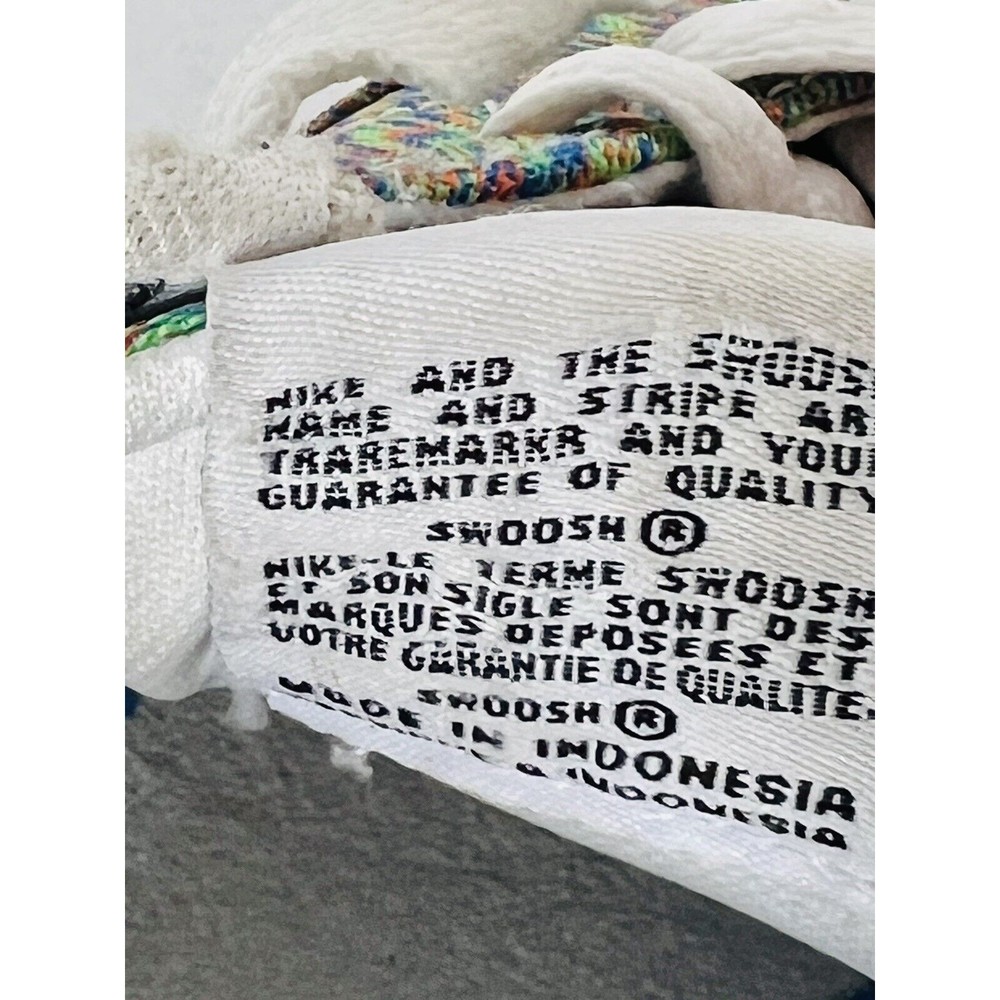 NIKE AND THE SWOOSH
NAME AND STRIPE AR
TRAREMARKR AND YOUR
GUARANTEE OF QUALITY
SWOOSH ®
NIKE-LE TERME SWOOSH
ET SON SIGLE SONT DES
MARQUES DEPOSEES ET
VOTRE GARANTIE DE QUALITE.
SWOOSH ®
MADE IN INDONESIA
INDONESIA